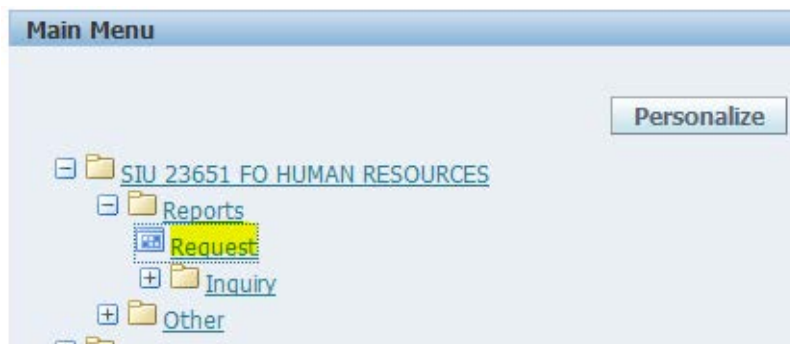 Main Menu
Personalize
SIU 23651 FO HUMAN RESOURCES
Reports
Request
Inquiry
Other